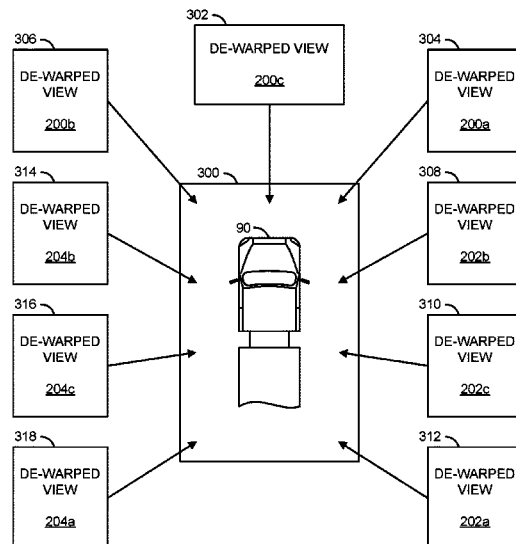 302
306
304
DE-WARPED VIEW
200c
DE-WARPED
VIEW
200b
DE-WARPED
VIEW
200a
314
300
308
DE-WARPED
VIEW
204b
90
DE-WARPED
VIEW
202b
316
310
DE-WARPED
VIEW
204c
DE-WARPED
VIEW
202c
318
312
DE-WARPED
VIEW
204a
DE-WARPED
VIEW
202a